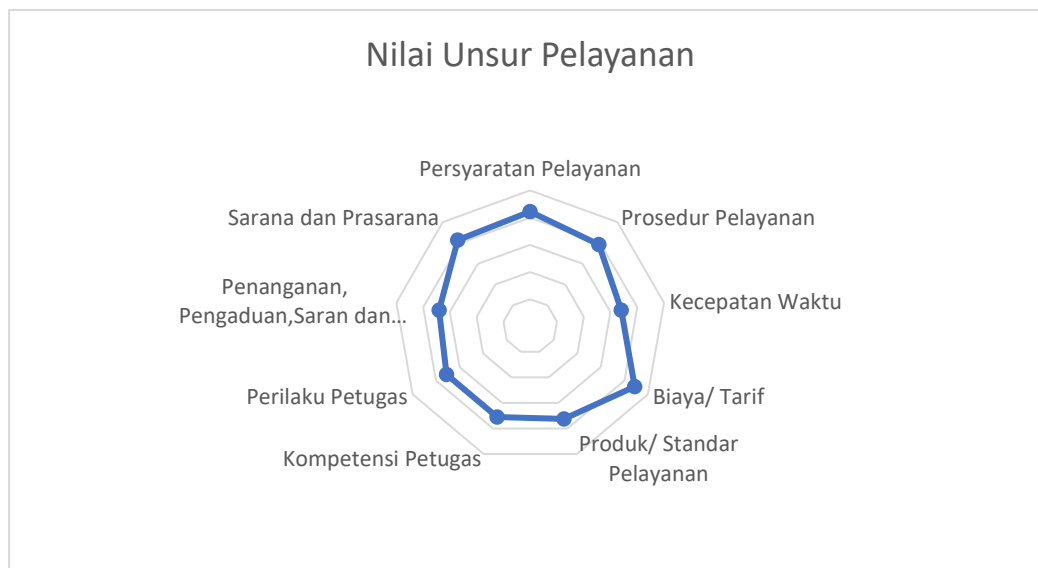 Nilai Unsur Pelayanan
Persyaratan Pelayanan
Sarana dan Prasarana
Prosedur Pelayanan
Penanganan,
Pengaduan,Saran dan...
Kecepatan Waktu
Perilaku Petugas
Biaya/ Tarif
Kompetensi Petugas
Produk/ Standar
Pelayanan